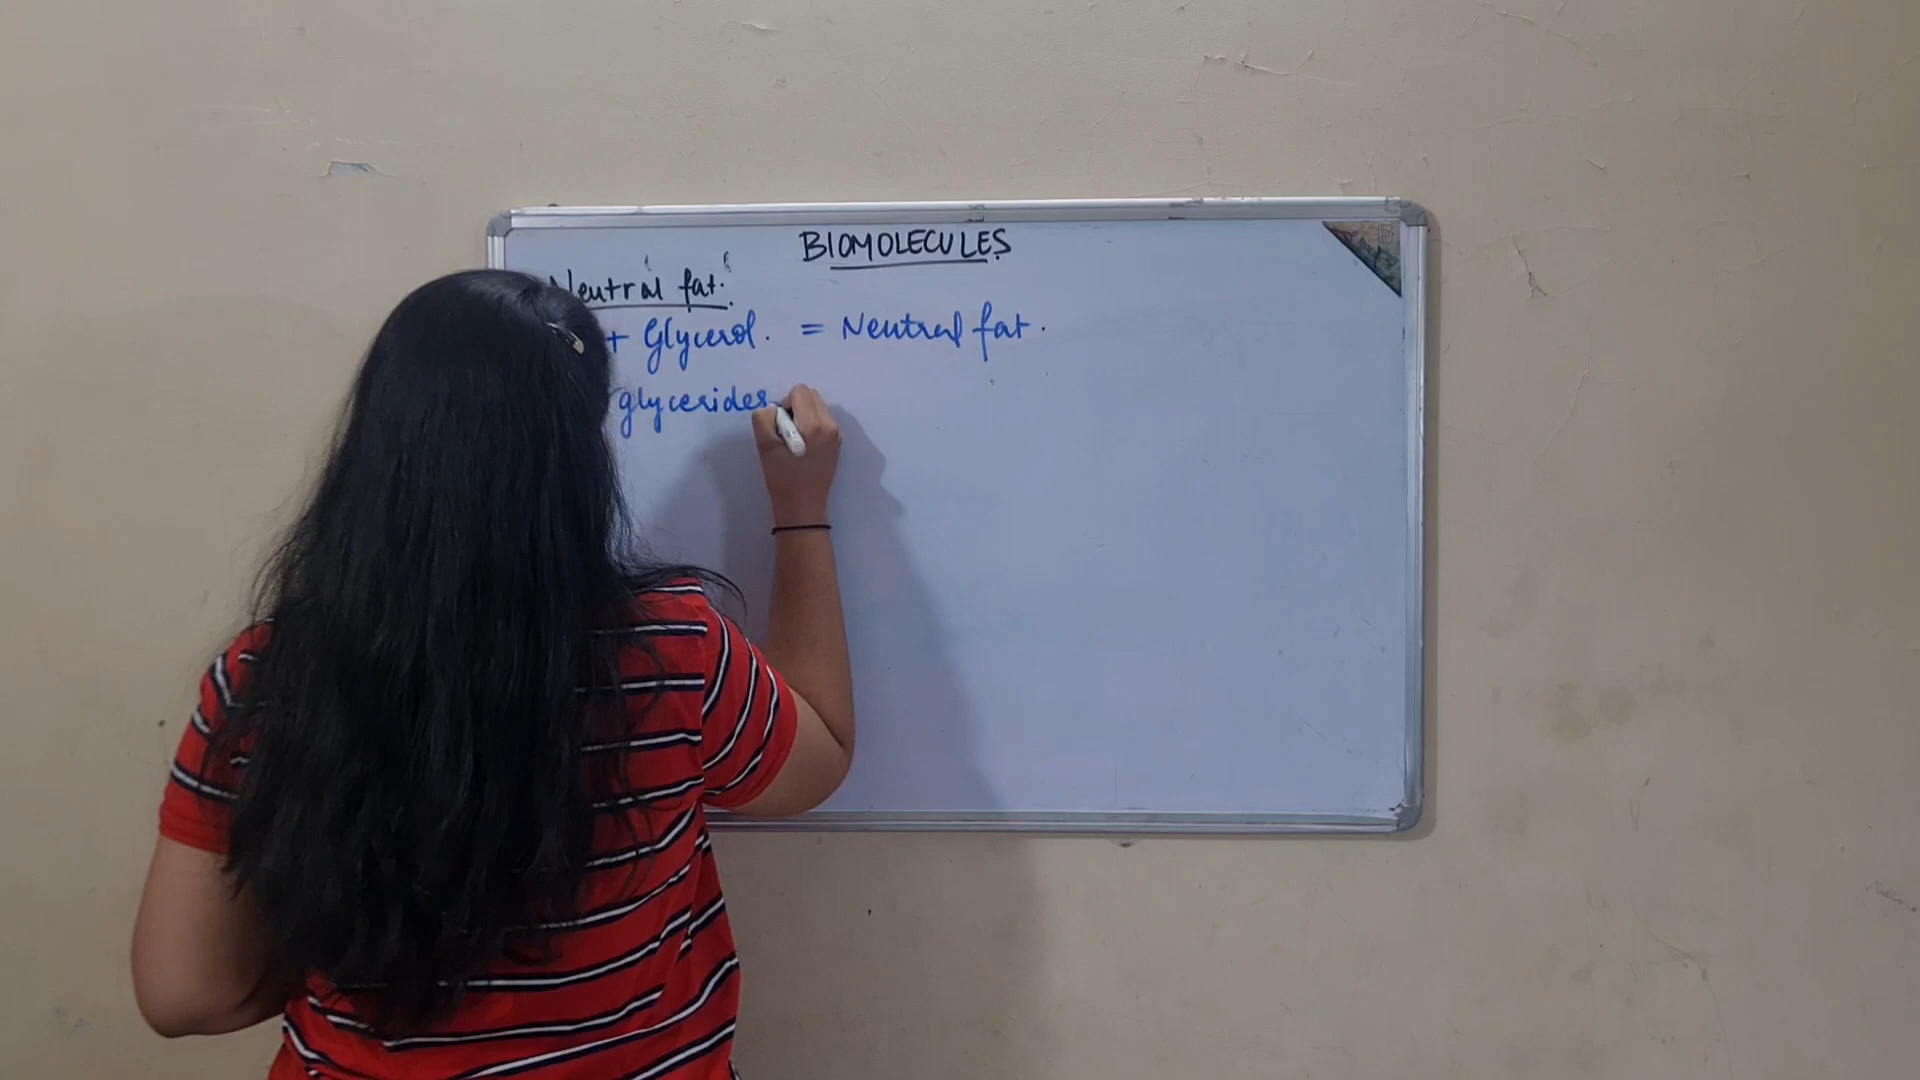 BIOMOLECULES
Neutral fat.
+ Glycerol. = Neutral fat.
glycerides